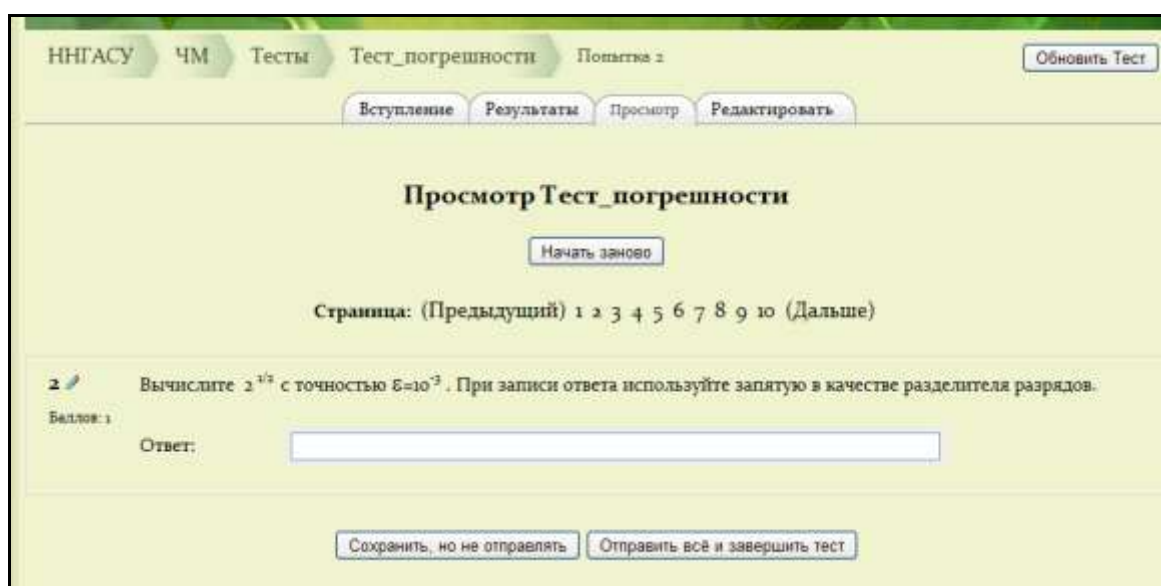 ННГАСУ ЧМ Тесты Тест_погрешности Попытка 2 Обновить Тест
Вступление Результаты Просмотр Редактировать
Просмотр Тест_погрешности
Начать заново
Страница: (Предыдущий) 1 2 3 4 5 6 7 8 9 10 (Дальше)
2 Вычислите 2^1/2 с точностью ε=10^-3 . При записи ответа используйте запятую в качестве разделителя разрядов.
Баллов: 1
Ответ:
Сохранить, но не отправлять Отправить всё и завершить тест